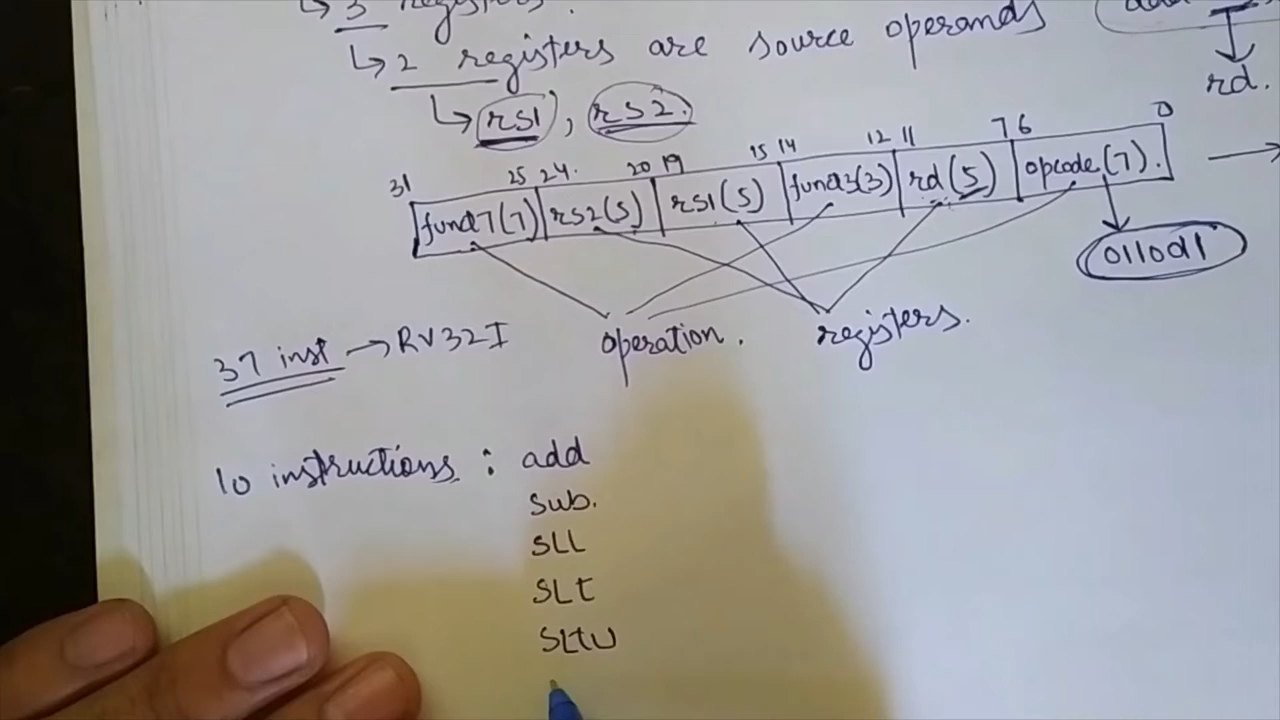 ↳ 3 registers.
↳ 2 registers are source operands
rd.
↳ rs1, rs2.
31 25 24. 20 19 15 14 12 11 7 6 0
funct7(7) rs2(5) rs1(5) funct3(3) rd(5) opcode(7). →
0110011
operation. registers.
37 inst → RV32I
10 instructions : add
sub.
SLL
SLt
SLtU